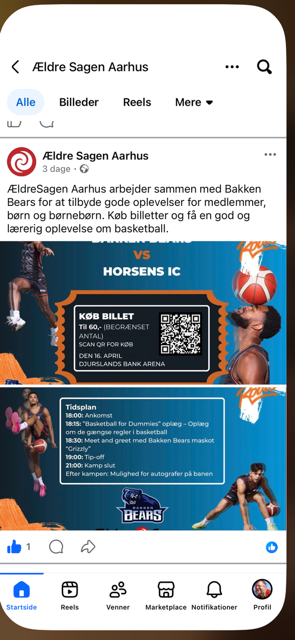 Ældre Sagen Aarhus
Alle
Billeder
Reels
Mere
Ældre Sagen Aarhus
3 dage
ÆldreSagen Aarhus arbejder sammen med Bakken
Bears for at tilbyde gode oplevelser for medlemmer,
børn og børnebørn. Køb billetter og få en god og
lærerig oplevelse om basketball.
BAKKEN BEARS
VS
HORSENS IC
KØB BILLET
Til 60,- (BEGRÆNSET
ANTAL)
SCAN QR FOR KØB
DEN 16. APRIL
DJURSLANDS BANK ARENA
Tidsplan
18:00: Ankomst
18:15: "Basketball for Dummies" oplæg – Oplæg
om de gængse regler i basketball
18:30: Meet and greet med Bakken Bears maskot
"Grizzly"
19:00: Tip-off
21:00: Kamp slut
Efter kampen: Mulighed for autografer på banen
BAKKEN
BEARS
1
Startside
Reels
Venner
Marketplace
Notifikationer
Profil